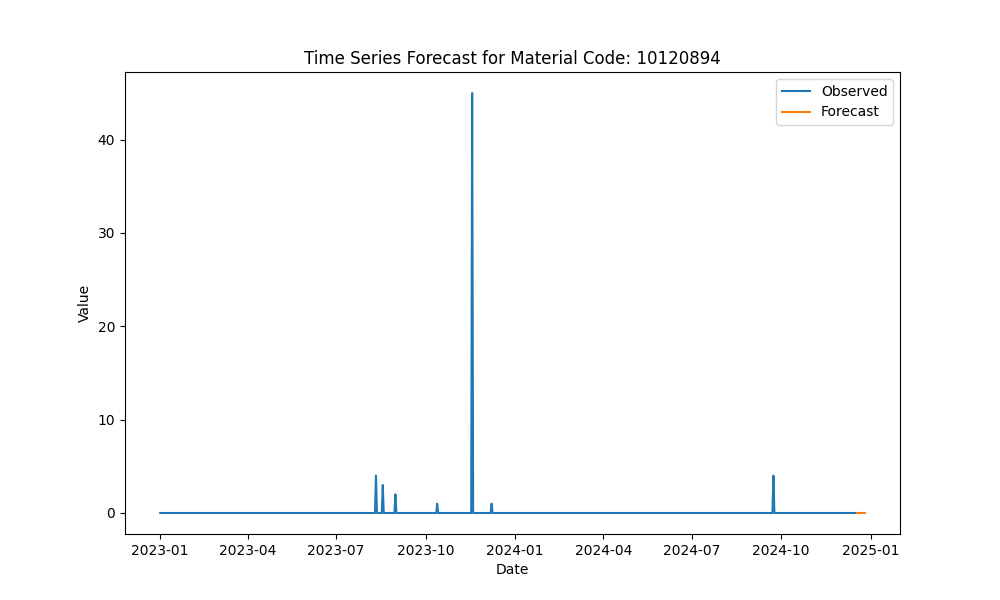 Time Series Forecast for Material Code: 10120894
Observed
Forecast
Value
40
30
20
10
0
2023-01 2023-04 2023-07 2023-10 2024-01 2024-04 2024-07 2024-10 2025-01
Date